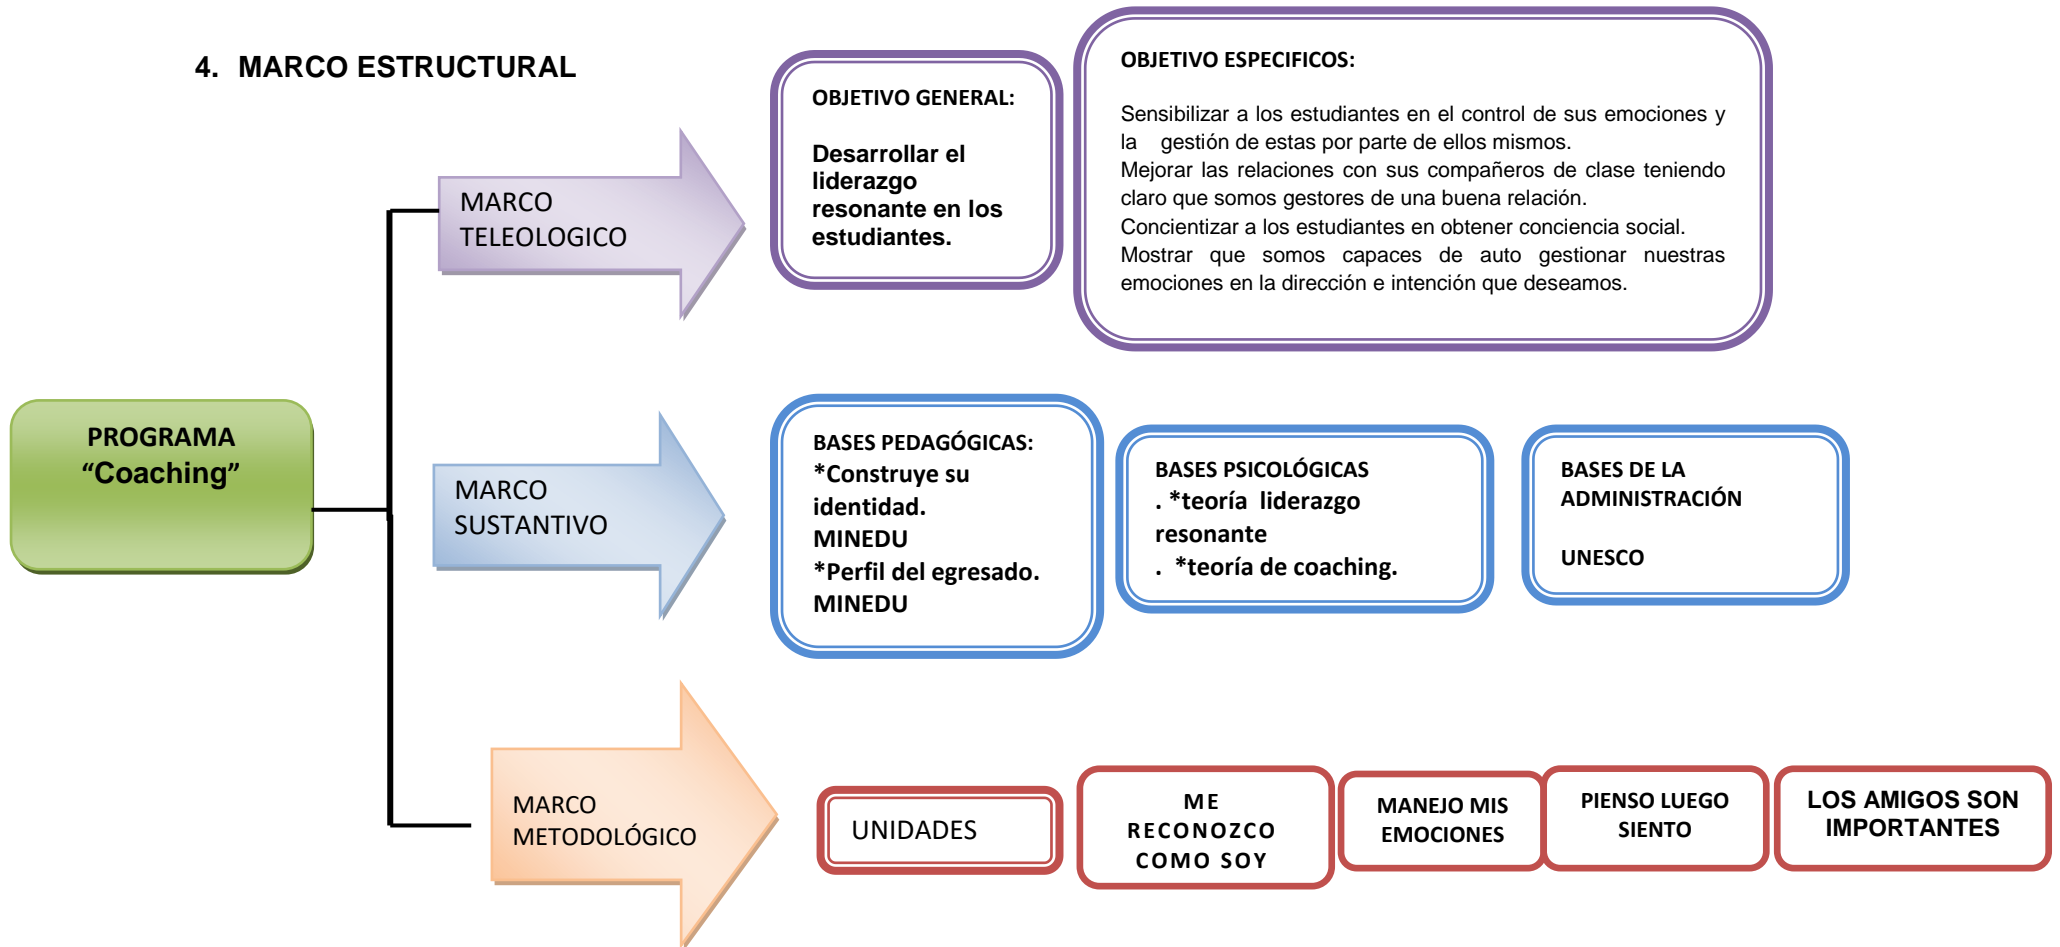 4. MARCO ESTRUCTURAL
OBJETIVO GENERAL:
Desarrollar el
liderazgo
resonante en los
estudiantes.
OBJETIVO ESPECIFICOS:
Sensibilizar a los estudiantes en el control de sus emociones y
la gestión de estas por parte de ellos mismos.
Mejorar las relaciones con sus compañeros de clase teniendo
claro que somos gestores de una buena relación.
Concientizar a los estudiantes en obtener conciencia social.
Mostrar que somos capaces de auto gestionar nuestras
emociones en la dirección e intención que deseamos.
MARCO
TELEOLOGICO
PROGRAMA
“Coaching”
MARCO
SUSTANTIVO
BASES PEDAGÓGICAS:
*Construye su
identidad.
MINEDU
*Perfil del egresado.
MINEDU
BASES PSICOLÓGICAS
. *teoría liderazgo
resonante
. *teoría de coaching.
BASES DE LA
ADMINISTRACIÓN
UNESCO
MARCO
METODOLÓGICO
UNIDADES
ME
RECONOZCO
COMO SOY
MANEJO MIS
EMOCIONES
PIENSO LUEGO
SIENTO
LOS AMIGOS SON
IMPORTANTES